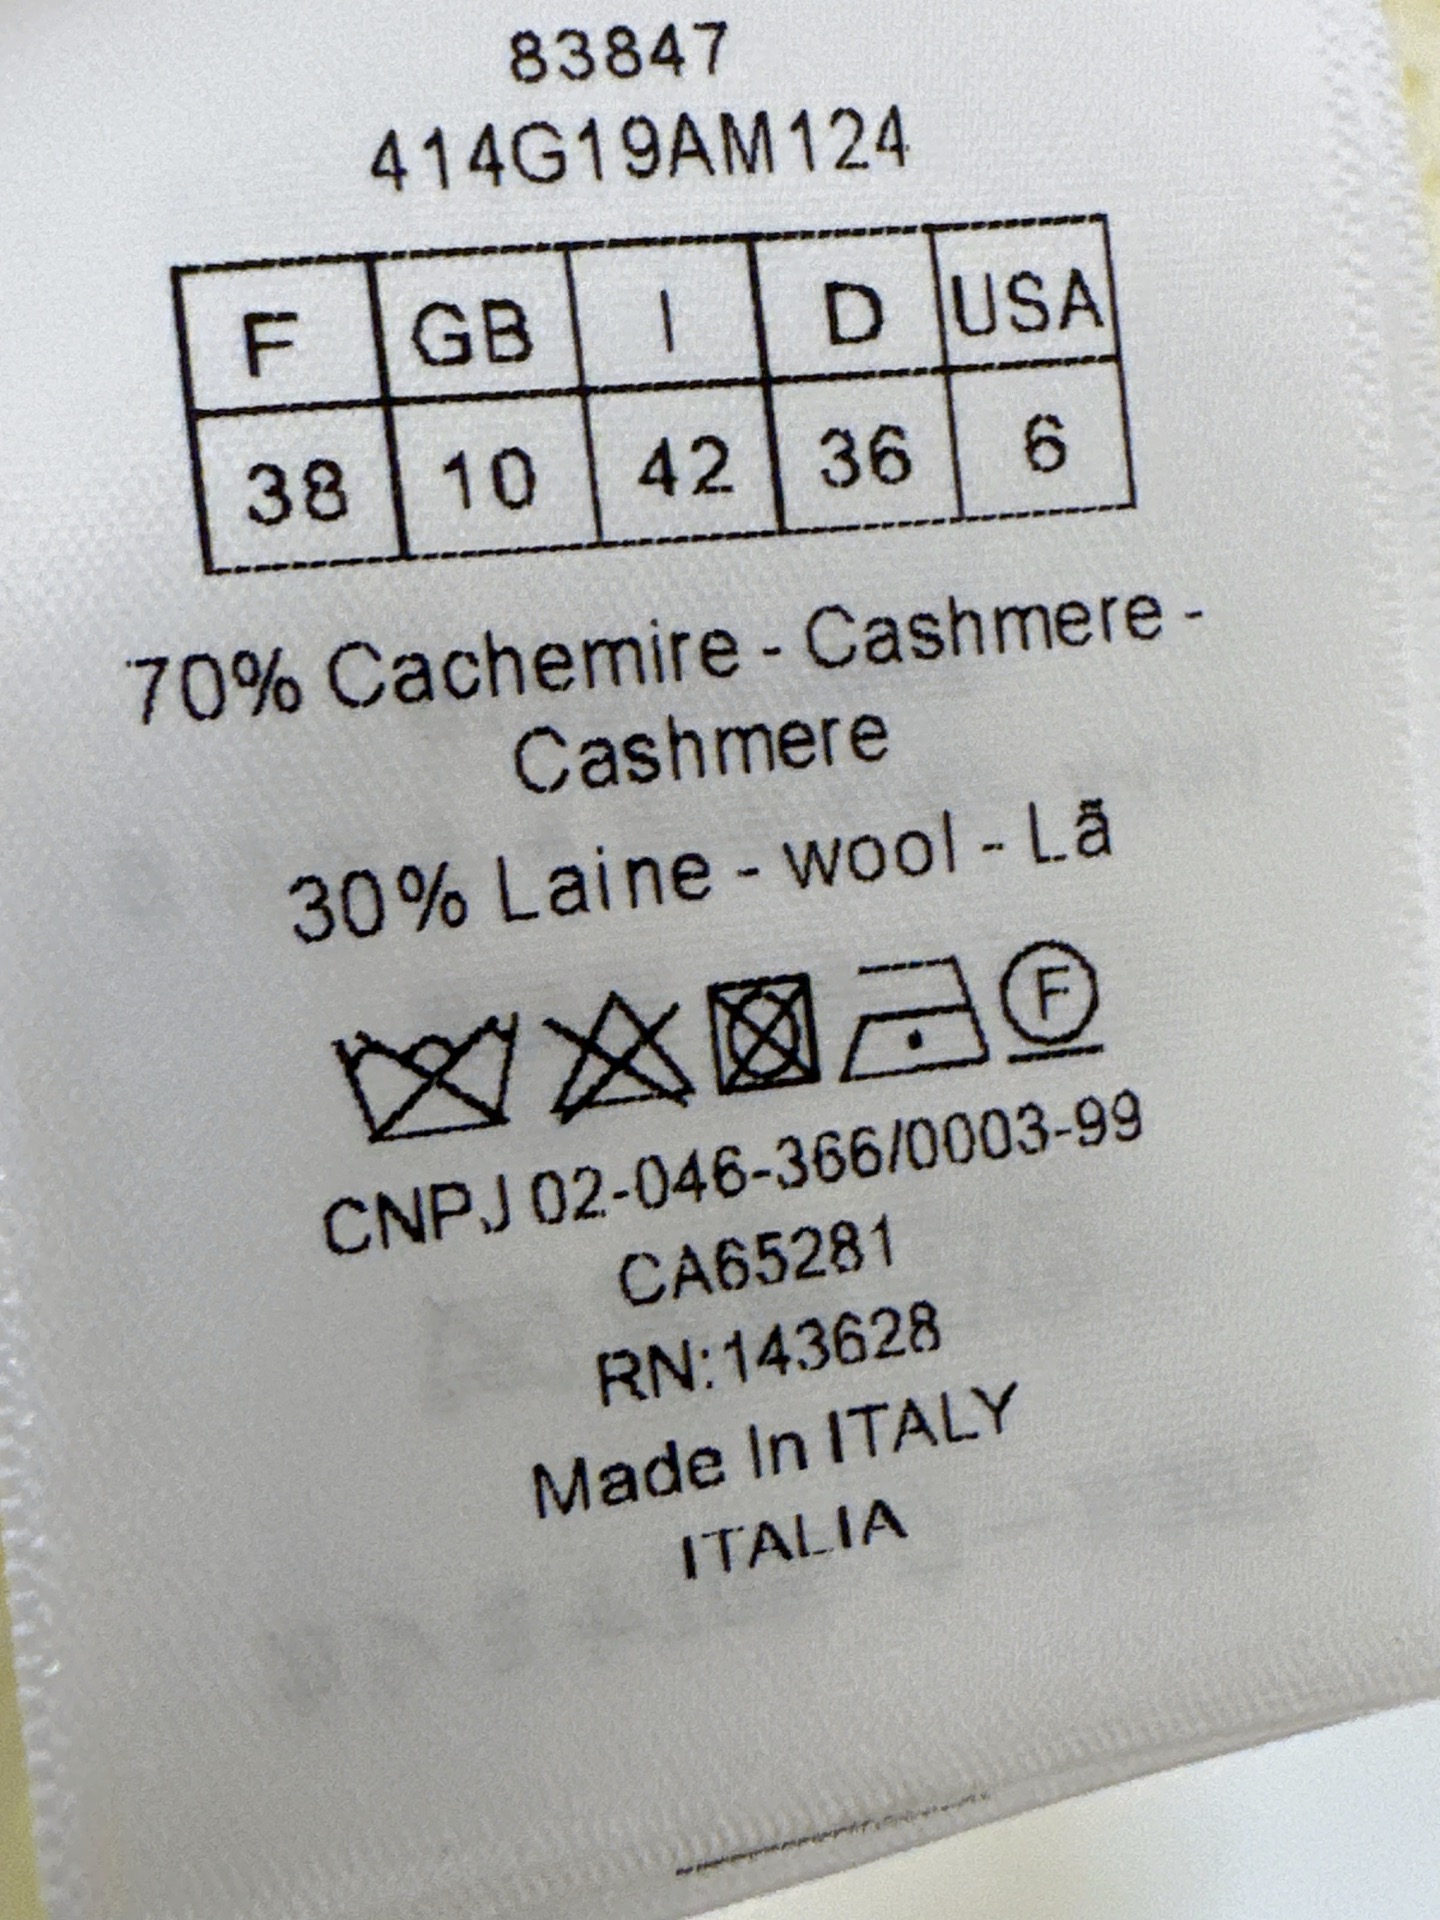 83847
414G19AM124
F GB I D USA
38 10 42 36 6
70% Cachemire - Cashmere -
Cashmere
30% Laine - wool - Lã
F
CNPJ 02-046-366/0003-99
CA65281
RN:143628
Made In ITALY
ITALIA